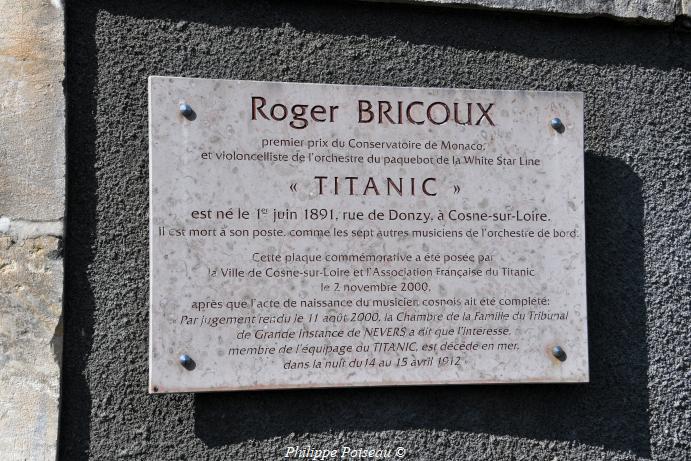 Roger BRICOUX
premier prix du Conservatoire de Monaco,
et violoncelliste de l'orchestre du paquebot de la White Star Line
« TITANIC »
est né le 1er juin 1891, rue de Donzy, à Cosne-sur-Loire.
Il est mort à son poste, comme les sept autres musiciens de l'orchestre de bord.
Cette plaque commémorative a été posée par
la Ville de Cosne-sur-Loire et l'Association Française du Titanic
le 2 novembre 2000,
après que l'acte de naissance du musicien cosnois ait été complété:
"Par jugement rendu le 11 août 2000, la Chambre de la Famille du Tribunal
de Grande Instance de NEVERS a dit que l'intéressé,
membre de l'équipage du TITANIC, est décédé en mer,
dans la nuit du14 au 15 avril 1912"
Philippe Poiseau ©